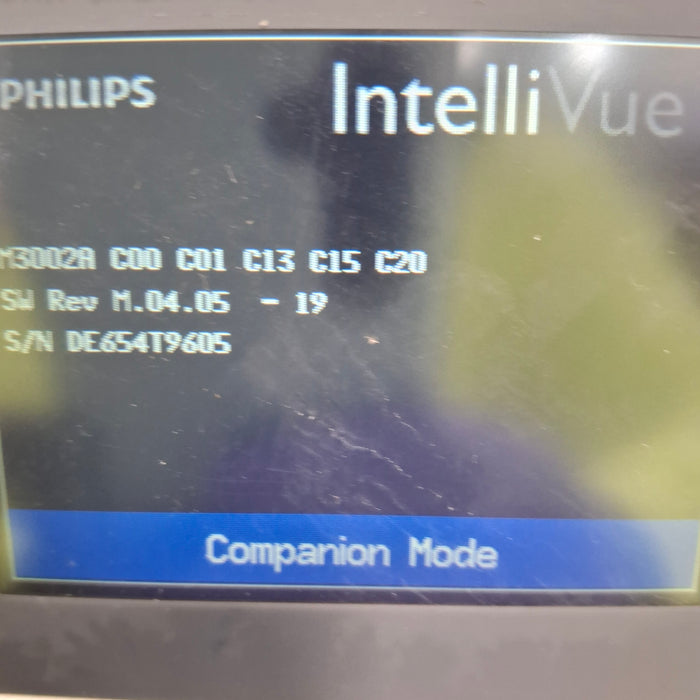 PHILIPS
IntelliVue
M3002A C00 C01 C13 C15 C20
SW Rev M.04.05 - 19
S/N DE654T9605
Companion Mode